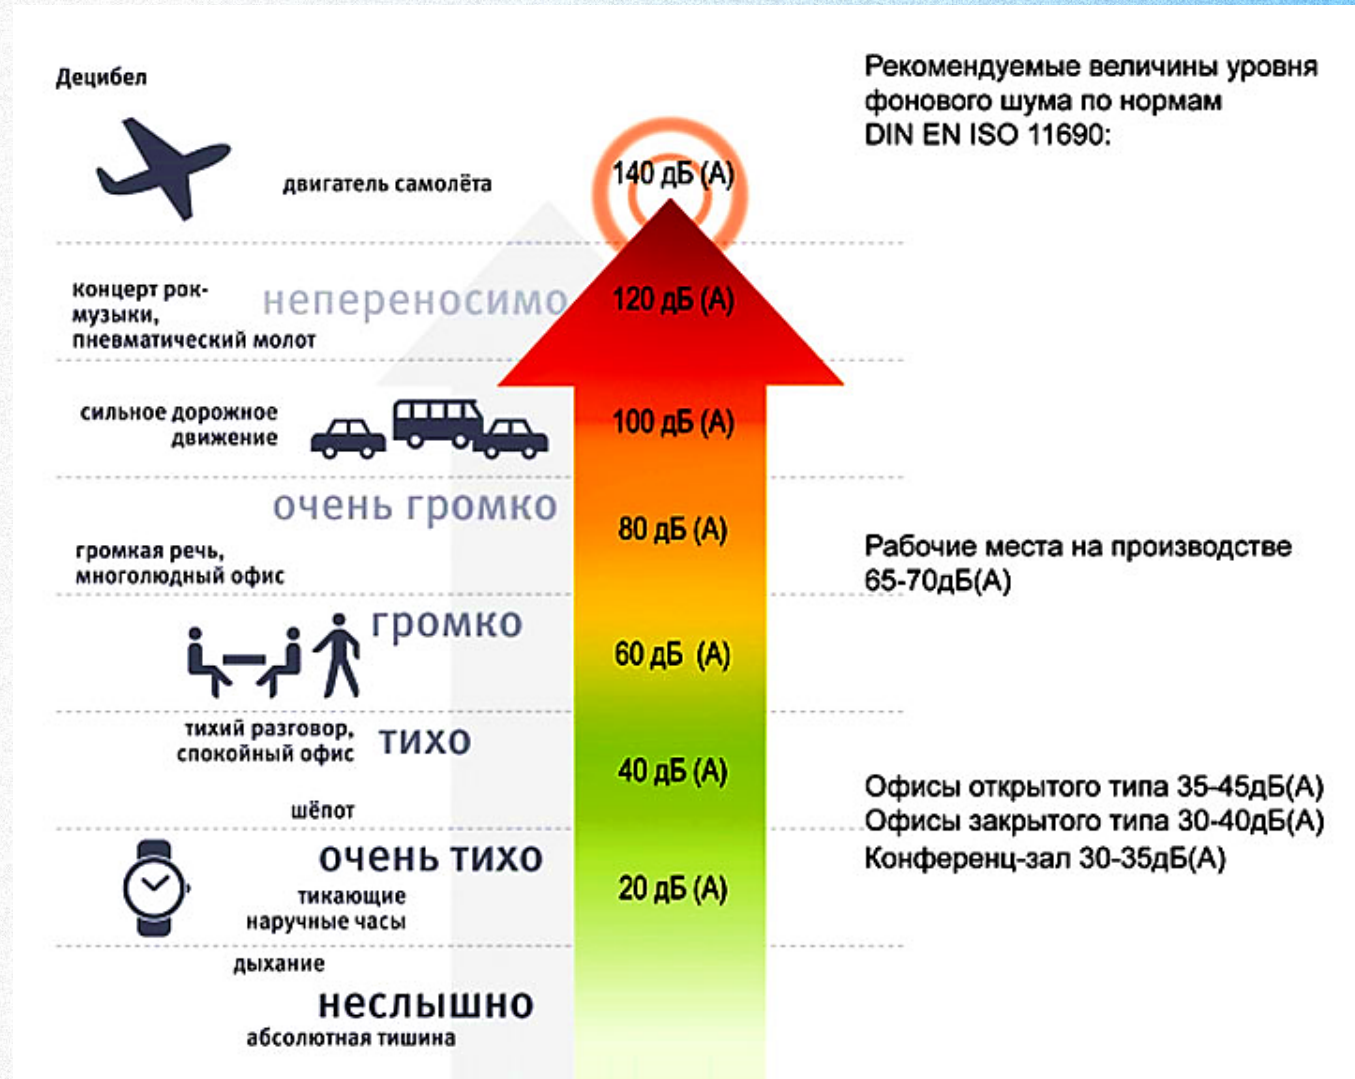 Децибел
двигатель самолёта
140 дБ (А)
концерт рок-
музыки,
пневматический молот
непереносимо
120 дБ (А)
сильное дорожное
движение
100 дБ (А)
очень громко
80 дБ (А)
громкая речь,
многолюдный офис
громко
60 дБ (А)
тихий разговор,
спокойный офис
тихо
40 дБ (А)
шёпот
очень тихо
20 дБ (А)
тикающие
наручные часы
дыхание
неслышно
абсолютная тишина
Рекомендуемые величины уровня
фонового шума по нормам
DIN EN ISO 11690:
Рабочие места на производстве
65-70дБ(А)
Офисы открытого типа 35-45дБ(А)
Офисы закрытого типа 30-40дБ(А)
Конференц-зал 30-35дБ(А)